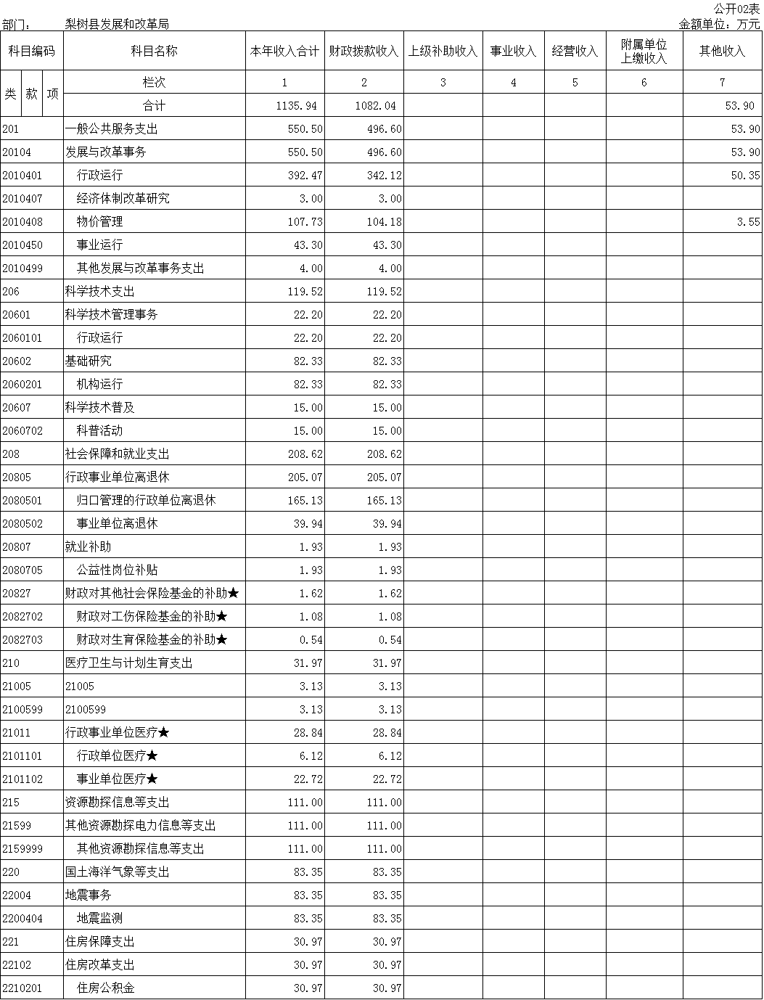 公开02表
部门： 梨树县发展和改革局 金额单位：万元
科目编码 科目名称 本年收入合计 财政拨款收入 上级补助收入 事业收入 经营收入 附属单位上缴收入 其他收入
类 款 项 栏次 1 2 3 4 5 6 7
合计 1135.94 1082.04 53.90
201 一般公共服务支出 550.50 496.60 53.90
20104 发展与改革事务 550.50 496.60 53.90
2010401 行政运行 392.47 342.12 50.35
2010407 经济体制改革研究 3.00 3.00
2010408 物价管理 107.73 104.18 3.55
2010450 事业运行 43.30 43.30
2010499 其他发展与改革事务支出 4.00 4.00
206 科学技术支出 119.52 119.52
20601 科学技术管理事务 22.20 22.20
2060101 行政运行 22.20 22.20
20602 基础研究 82.33 82.33
2060201 机构运行 82.33 82.33
20607 科学技术普及 15.00 15.00
2060702 科普活动 15.00 15.00
208 社会保障和就业支出 208.62 208.62
20805 行政事业单位离退休 205.07 205.07
2080501 归口管理的行政单位离退休 165.13 165.13
2080502 事业单位离退休 39.94 39.94
20807 就业补助 1.93 1.93
2080705 公益性岗位补贴 1.93 1.93
20827 财政对其他社会保险基金的补助★ 1.62 1.62
2082702 财政对工伤保险基金的补助★ 1.08 1.08
2082703 财政对生育保险基金的补助★ 0.54 0.54
210 医疗卫生与计划生育支出 31.97 31.97
21005 21005 3.13 3.13
2100599 2100599 3.13 3.13
21011 行政事业单位医疗★ 28.84 28.84
2101101 行政单位医疗★ 6.12 6.12
2101102 事业单位医疗★ 22.72 22.72
215 资源勘探信息等支出 111.00 111.00
21599 其他资源勘探电力信息等支出 111.00 111.00
2159999 其他资源勘探信息等支出 111.00 111.00
220 国土海洋气象等支出 83.35 83.35
22004 地震事务 83.35 83.35
2200404 地震监测 83.35 83.35
221 住房保障支出 30.97 30.97
22102 住房改革支出 30.97 30.97
2210201 住房公积金 30.97 30.97